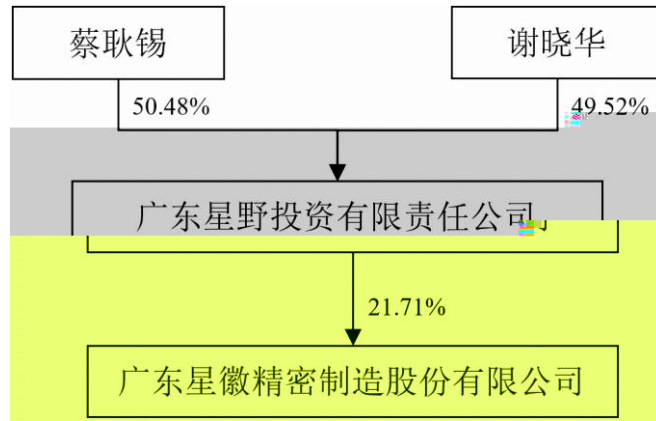 蔡耿锡
谢晓华
50.48%
49.52%
广东星野投资有限责任公司
21.71%
广东星徽精密制造股份有限公司